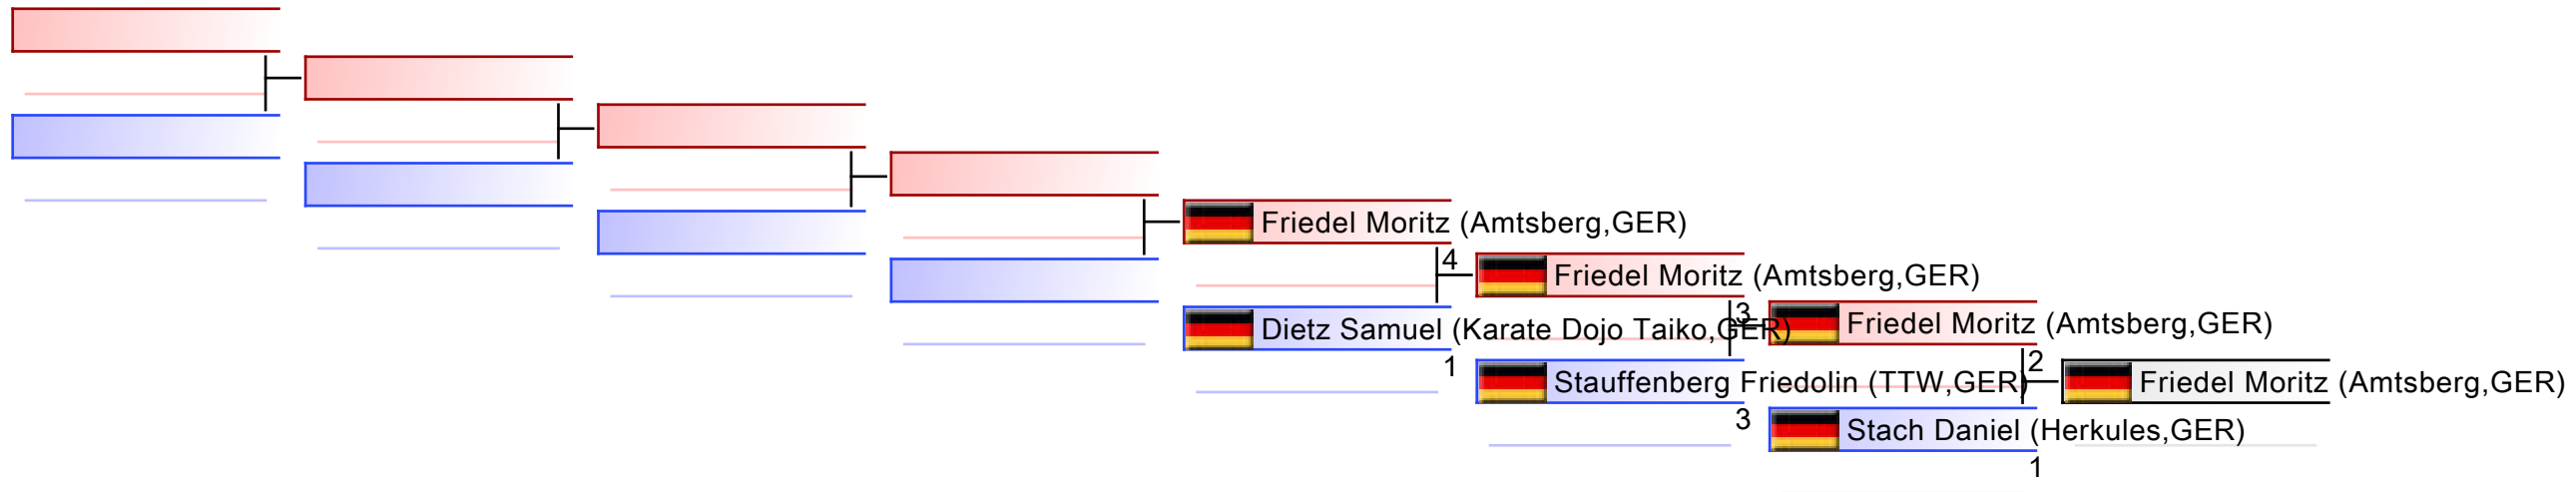 Friedel Moritz (Amtsberg,GER)
4
Friedel Moritz (Amtsberg,GER)
3
Friedel Moritz (Amtsberg,GER)
Dietz Samuel (Karate Dojo Taiko,GER)
1
2
Stauffenberg Friedolin (TTW,GER)
Friedel Moritz (Amtsberg,GER)
3
Stach Daniel (Herkules,GER)
1